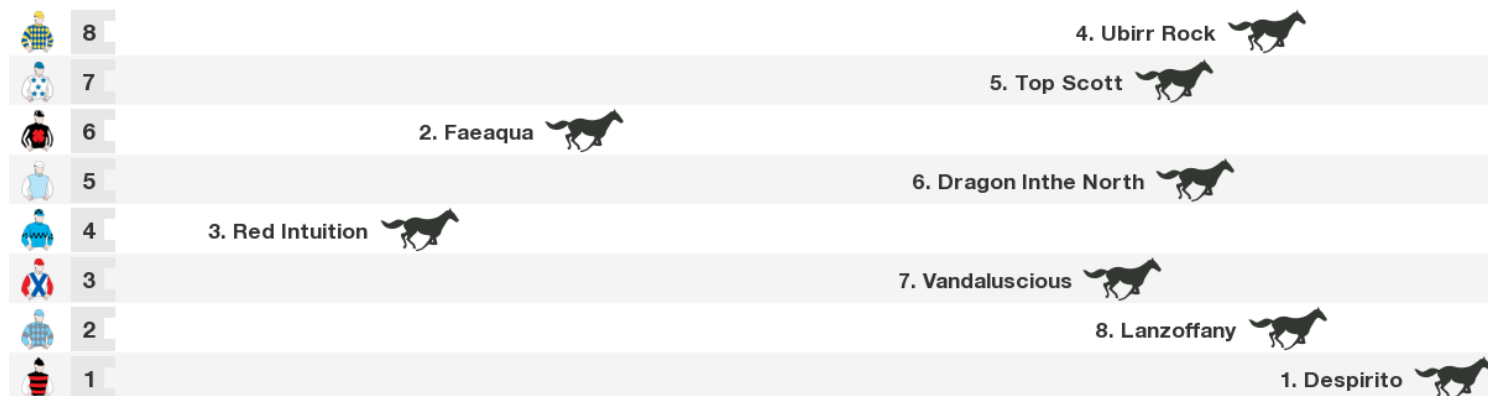 8 4. Ubirr Rock
7 5. Top Scott
6 2. Faeaqua
5 6. Dragon Inthe North
4 3. Red Intuition
3 7. Vandaluscious
2 8. Lanzoffany
1 1. Despirito